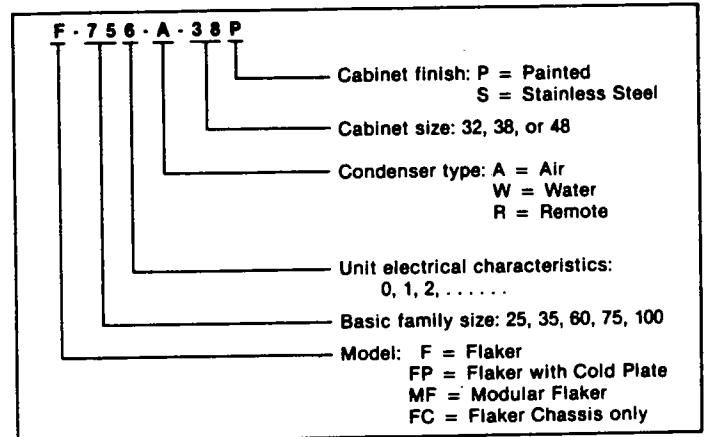 F - 7 5 6 - A - 3 8 P
Cabinet finish: P = Painted
S = Stainless Steel
Cabinet size: 32, 38, or 48
Condenser type: A = Air
W = Water
R = Remote
Unit electrical characteristics:
0, 1, 2, . . . . . .
Basic family size: 25, 35, 60, 75, 100
Model: F = Flaker
FP = Flaker with Cold Plate
MF = Modular Flaker
FC = Flaker Chassis only